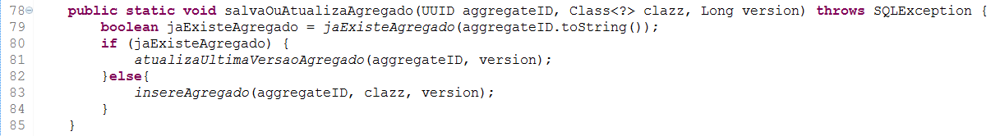 78 public static void salvaOuAtualizaAgregado(UUID aggregateID, Class<?> clazz, Long version) throws SQLException {
79 boolean jaExisteAgregado = jaExisteAgregado(aggregateID.toString());
80 if (jaExisteAgregado) {
81 atualizaUltimaVersaoAgregado(aggregateID, version);
82 }else{
83 insereAgregado(aggregateID, clazz, version);
84 }
85 }